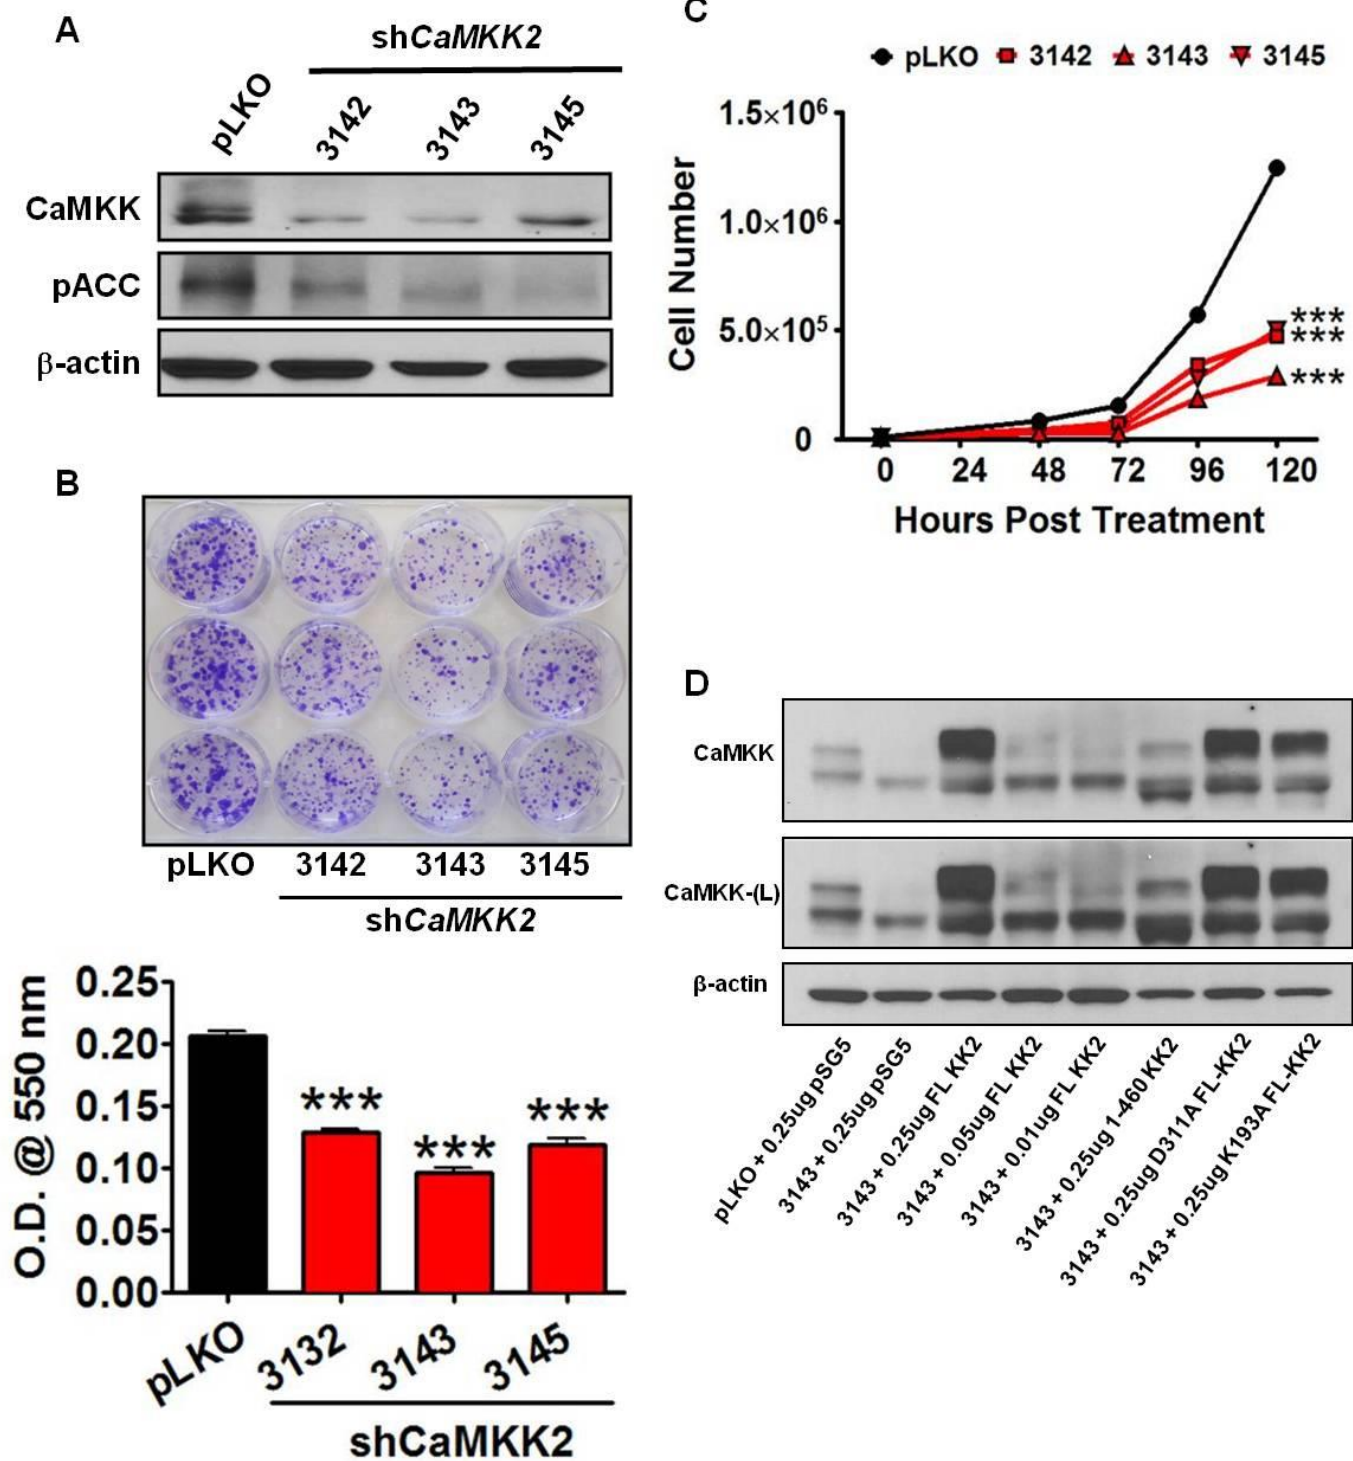 A
shCaMKK2
pLKO
3142
3143
3145
CaMKK
pACC
β-actin
B
pLKO 3142 3143 3145
shCaMKK2
O.D. @ 550 nm
0.25
0.20
0.15
0.10
0.05
0.00
***
***
***
pLKO
3132
3143
3145
shCaMKK2
C
pLKO 3142 3143 3145
Cell Number
1.5×10⁶
1.0×10⁶
5.0×10⁵
0
***
***
***
0 24 48 72 96 120
Hours Post Treatment
D
CaMKK
CaMKK-(L)
β-actin
pLKO + 0.25ug pSG5
3143 + 0.25ug pSG5
3143 + 0.25ug FL KK2
3143 + 0.05ug FL KK2
3143 + 0.01ug FL KK2
3143 + 0.25ug 1-460 KK2
3143 + 0.25ug D311A FL-KK2
3143 + 0.25ug K193A FL-KK2